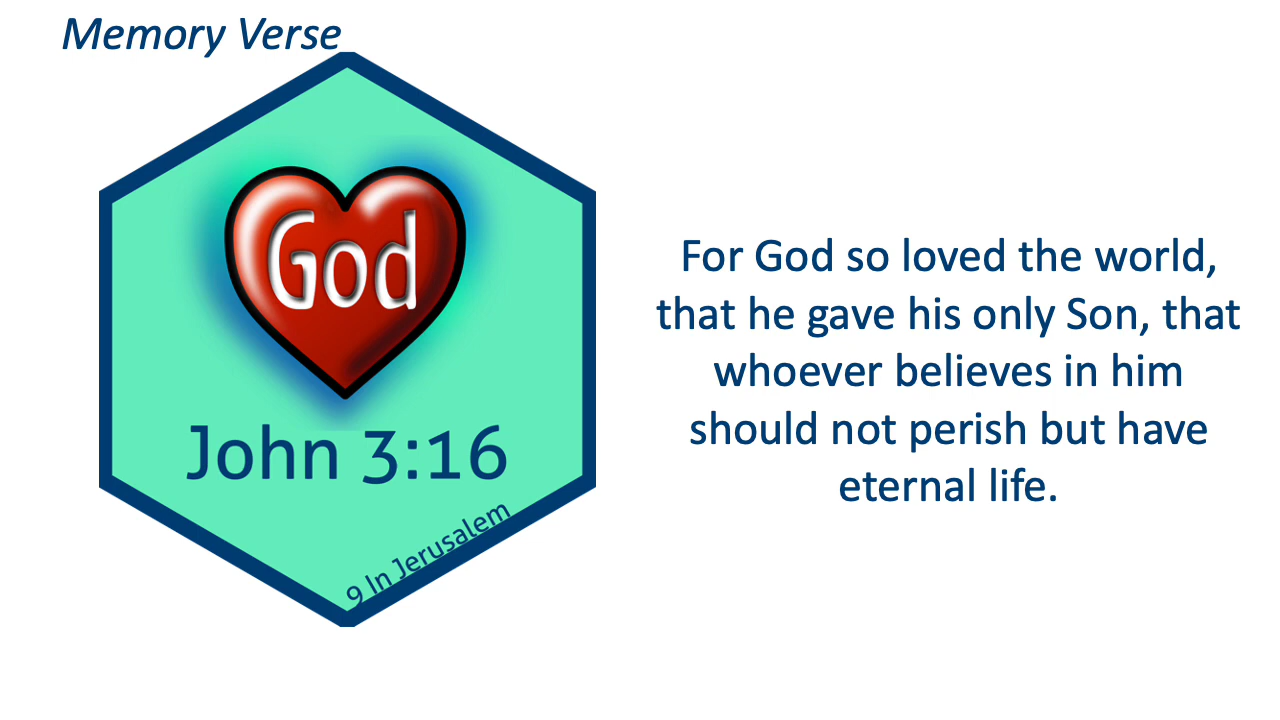 Memory Verse
God
John 3:16
9 In Jerusalem
For God so loved the world,
that he gave his only Son, that
whoever believes in him
should not perish but have
eternal life.